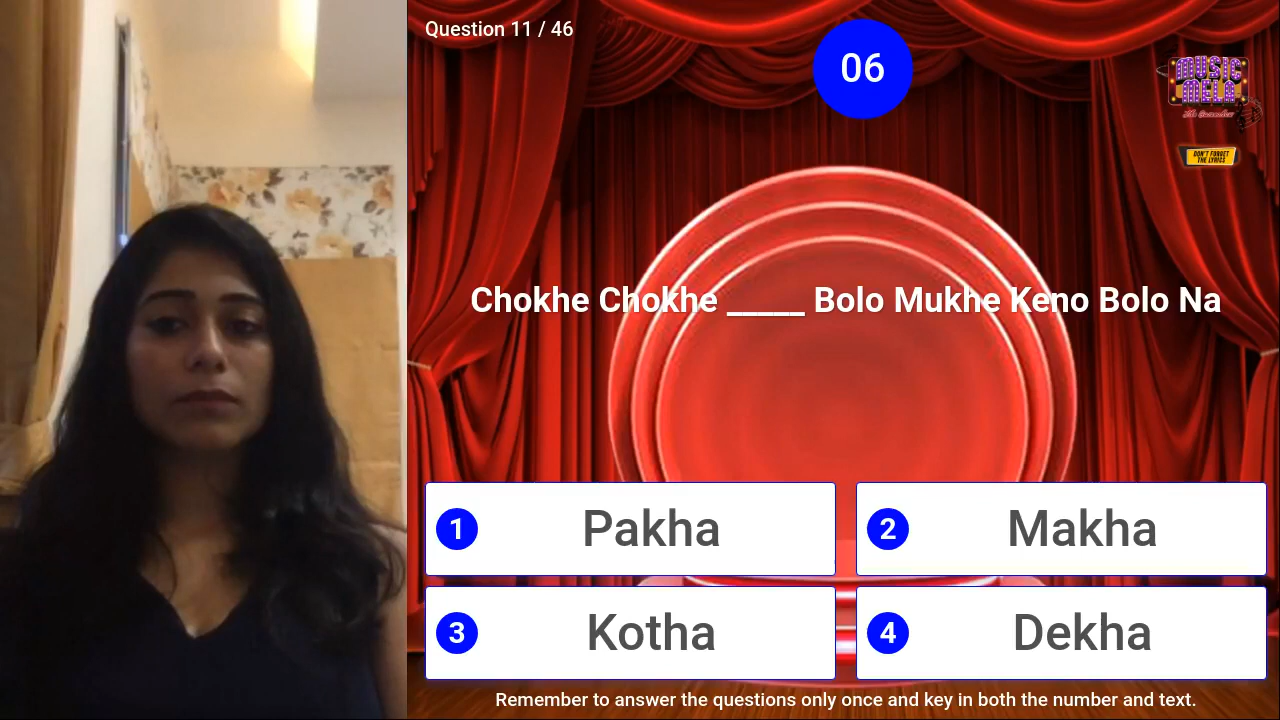 Question 11 / 46
06
MUSIC
MELA
DON'T FORGET
THE LYRICS
Chokhe Chokhe _____ Bolo Mukhe Keno Bolo Na
1 Pakha
2 Makha
3 Kotha
4 Dekha
Remember to answer the questions only once and key in both the number and text.